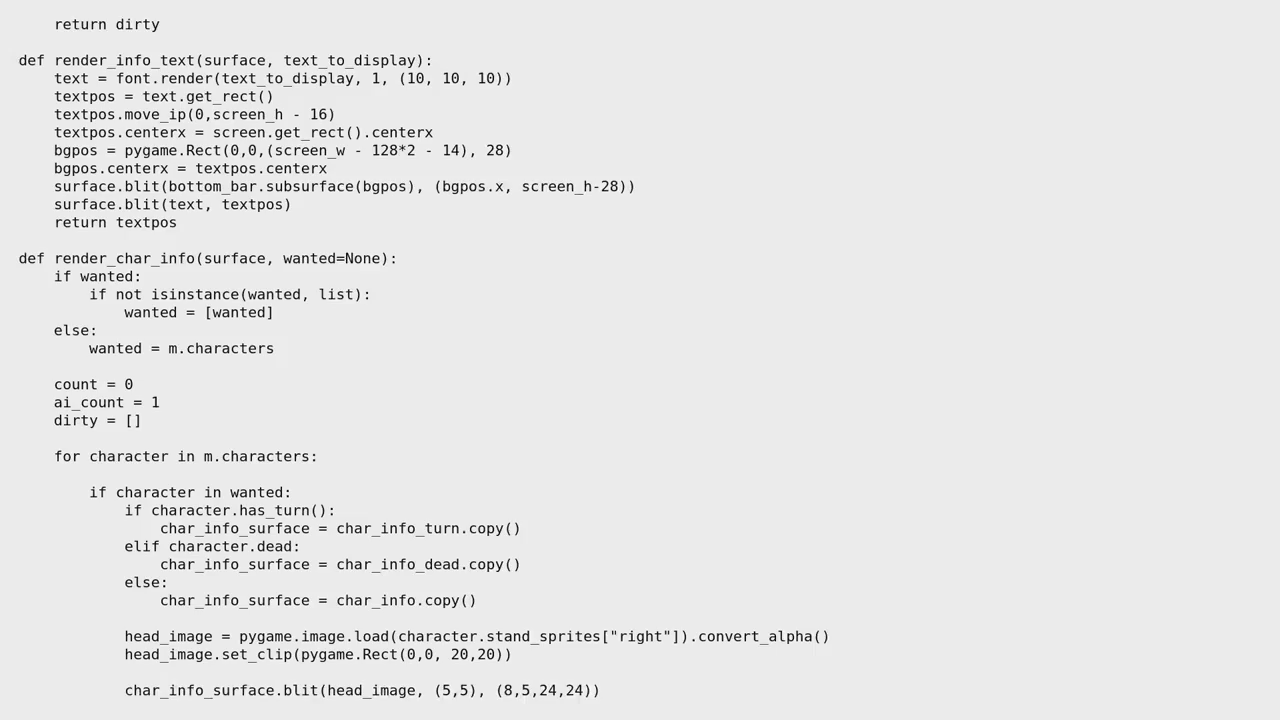 return dirty

def render_info_text(surface, text_to_display):
    text = font.render(text_to_display, 1, (10, 10, 10))
    textpos = text.get_rect()
    textpos.move_ip(0,screen_h - 16)
    textpos.centerx = screen.get_rect().centerx
    bgpos = pygame.Rect(0,0,(screen_w - 128*2 - 14), 28)
    bgpos.centerx = textpos.centerx
    surface.blit(bottom_bar.subsurface(bgpos), (bgpos.x, screen_h-28))
    surface.blit(text, textpos)
    return textpos

def render_char_info(surface, wanted=None):
    if wanted:
        if not isinstance(wanted, list):
            wanted = [wanted]
    else:
        wanted = m.characters

    count = 0
    ai_count = 1
    dirty = []

    for character in m.characters:

        if character in wanted:
            if character.has_turn():
                char_info_surface = char_info_turn.copy()
            elif character.dead:
                char_info_surface = char_info_dead.copy()
            else:
                char_info_surface = char_info.copy()

            head_image = pygame.image.load(character.stand_sprites["right"]).convert_alpha()
            head_image.set_clip(pygame.Rect(0,0, 20,20))

            char_info_surface.blit(head_image, (5,5), (8,5,24,24))